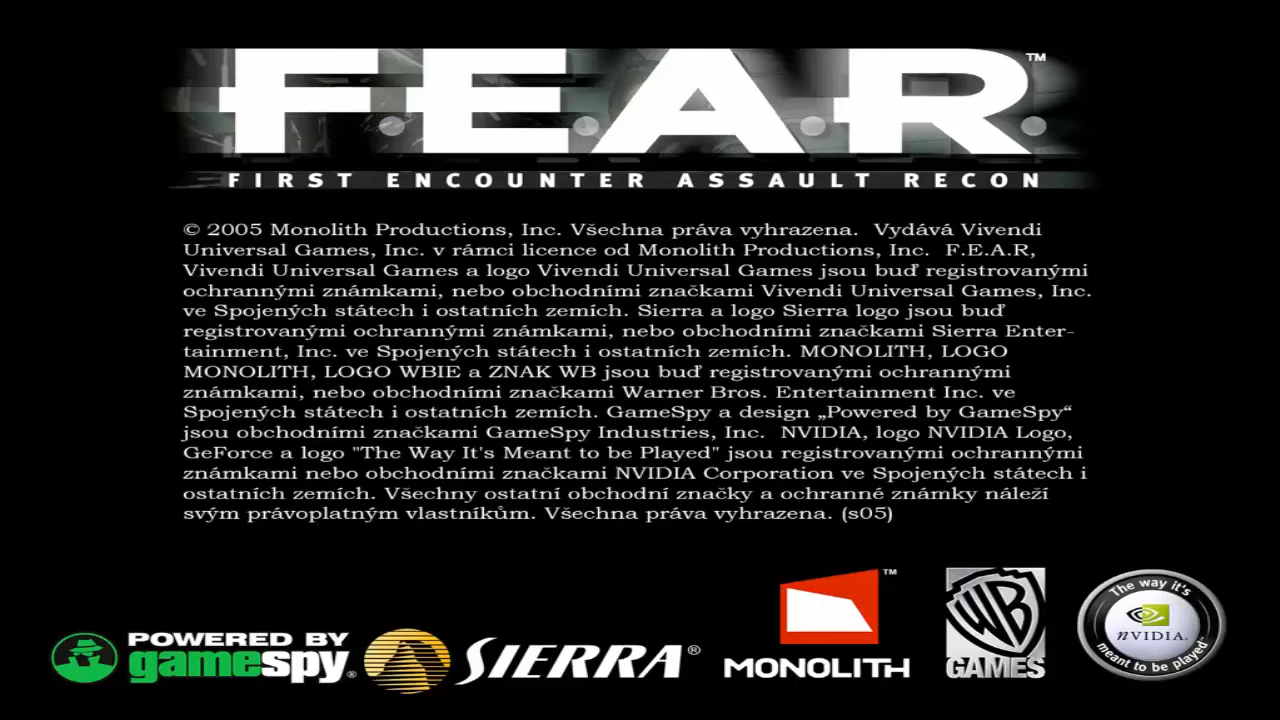 F.E.A.R.™
FIRST ENCOUNTER ASSAULT RECON
© 2005 Monolith Productions, Inc. Všechna práva vyhrazena.  Vydává Vivendi
Universal Games, Inc. v rámci licence od Monolith Productions, Inc.  F.E.A.R,
Vivendi Universal Games a logo Vivendi Universal Games jsou buď registrovanými
ochrannými známkami, nebo obchodními značkami Vivendi Universal Games, Inc.
ve Spojených státech i ostatních zemích. Sierra a logo Sierra logo jsou buď
registrovanými ochrannými známkami, nebo obchodními značkami Sierra Enter-
tainment, Inc. ve Spojených státech i ostatních zemích. MONOLITH, LOGO
MONOLITH, LOGO WBIE a ZNAK WB jsou buď registrovanými ochrannými
známkami, nebo obchodními značkami Warner Bros. Entertainment Inc. ve
Spojených státech i ostatních zemích. GameSpy a design „Powered by GameSpy“
jsou obchodními značkami GameSpy Industries, Inc.  NVIDIA, logo NVIDIA Logo,
GeForce a logo "The Way It's Meant to be Played" jsou registrovanými ochrannými
známkami nebo obchodními značkami NVIDIA Corporation ve Spojených státech i
ostatních zemích. Všechny ostatní obchodní značky a ochranné známky náleží
svým právoplatným vlastníkům. Všechna práva vyhrazena. (s05)
POWERED BY
gamespy®
SIERRA®
™
MONOLITH
WB
GAMES
The way it's
nVIDIA.
meant to be played™